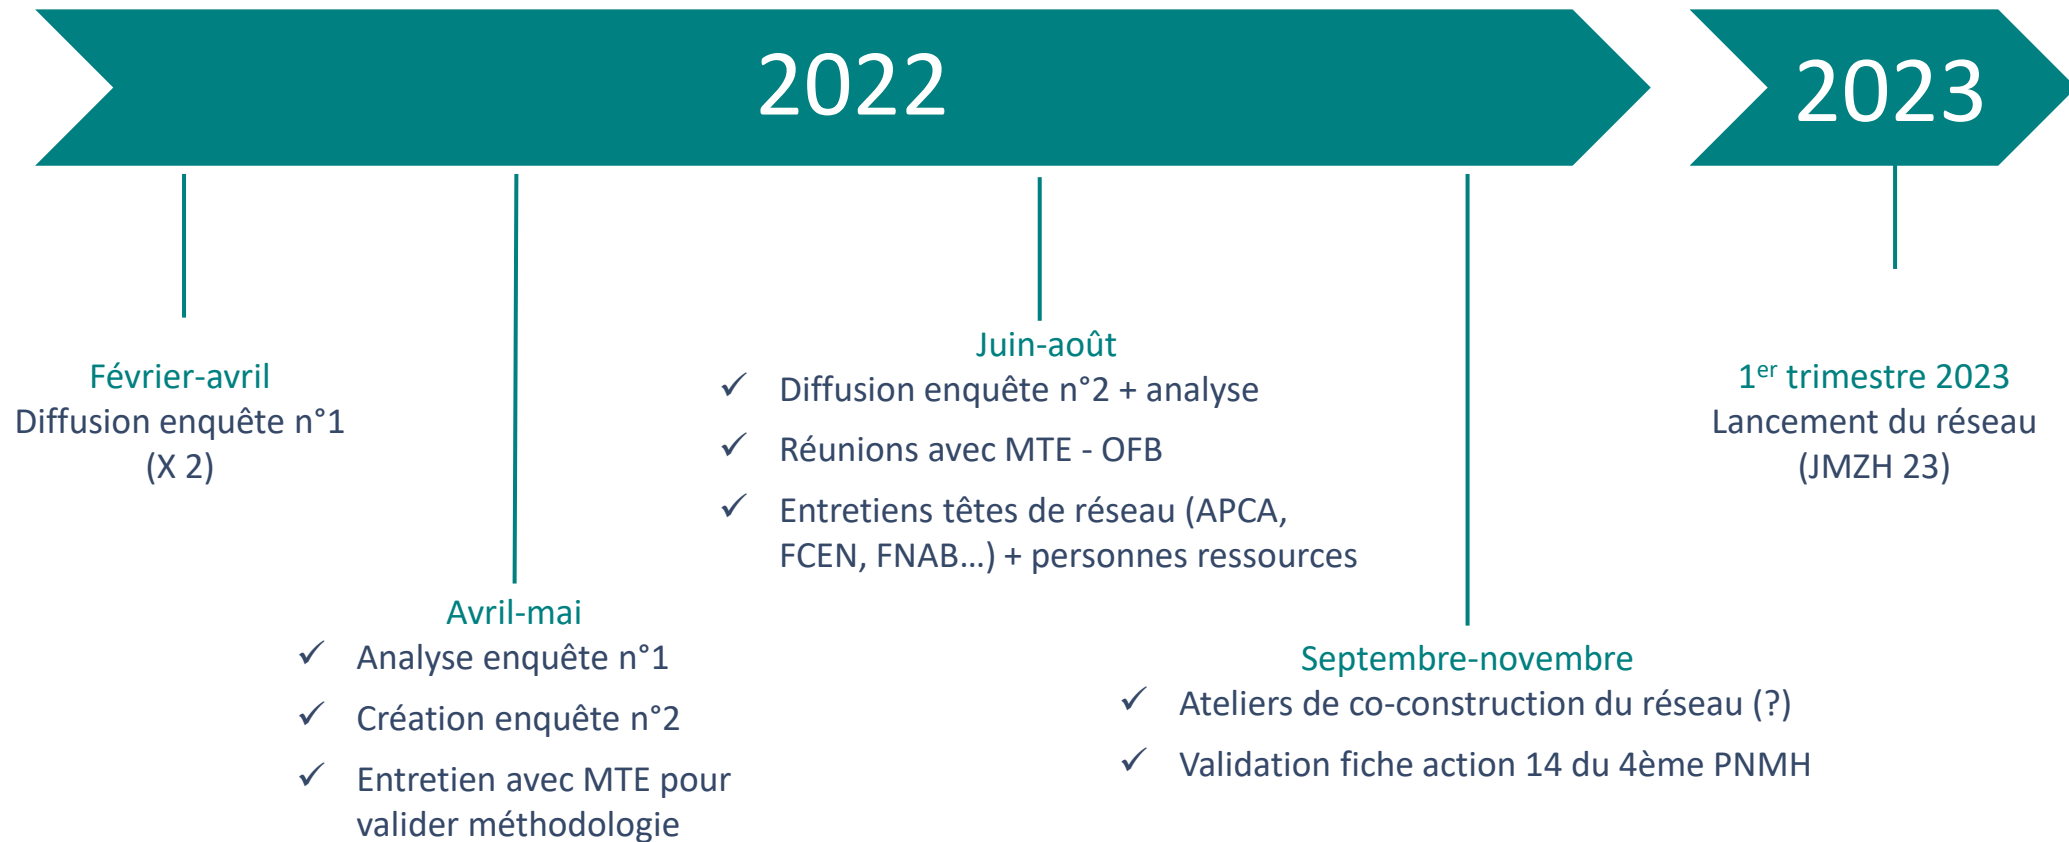 2022
2023
Février-avril
Diffusion enquête n°1
(X 2)
Avril-mai
✓ Analyse enquête n°1
✓ Création enquête n°2
✓ Entretien avec MTE pour
valider méthodologie
Juin-août
✓ Diffusion enquête n°2 + analyse
✓ Réunions avec MTE - OFB
✓ Entretiens têtes de réseau (APCA,
FCEN, FNAB…) + personnes ressources
Septembre-novembre
✓ Ateliers de co-construction du réseau (?)
✓ Validation fiche action 14 du 4ème PNMH
1er trimestre 2023
Lancement du réseau
(JMZH 23)